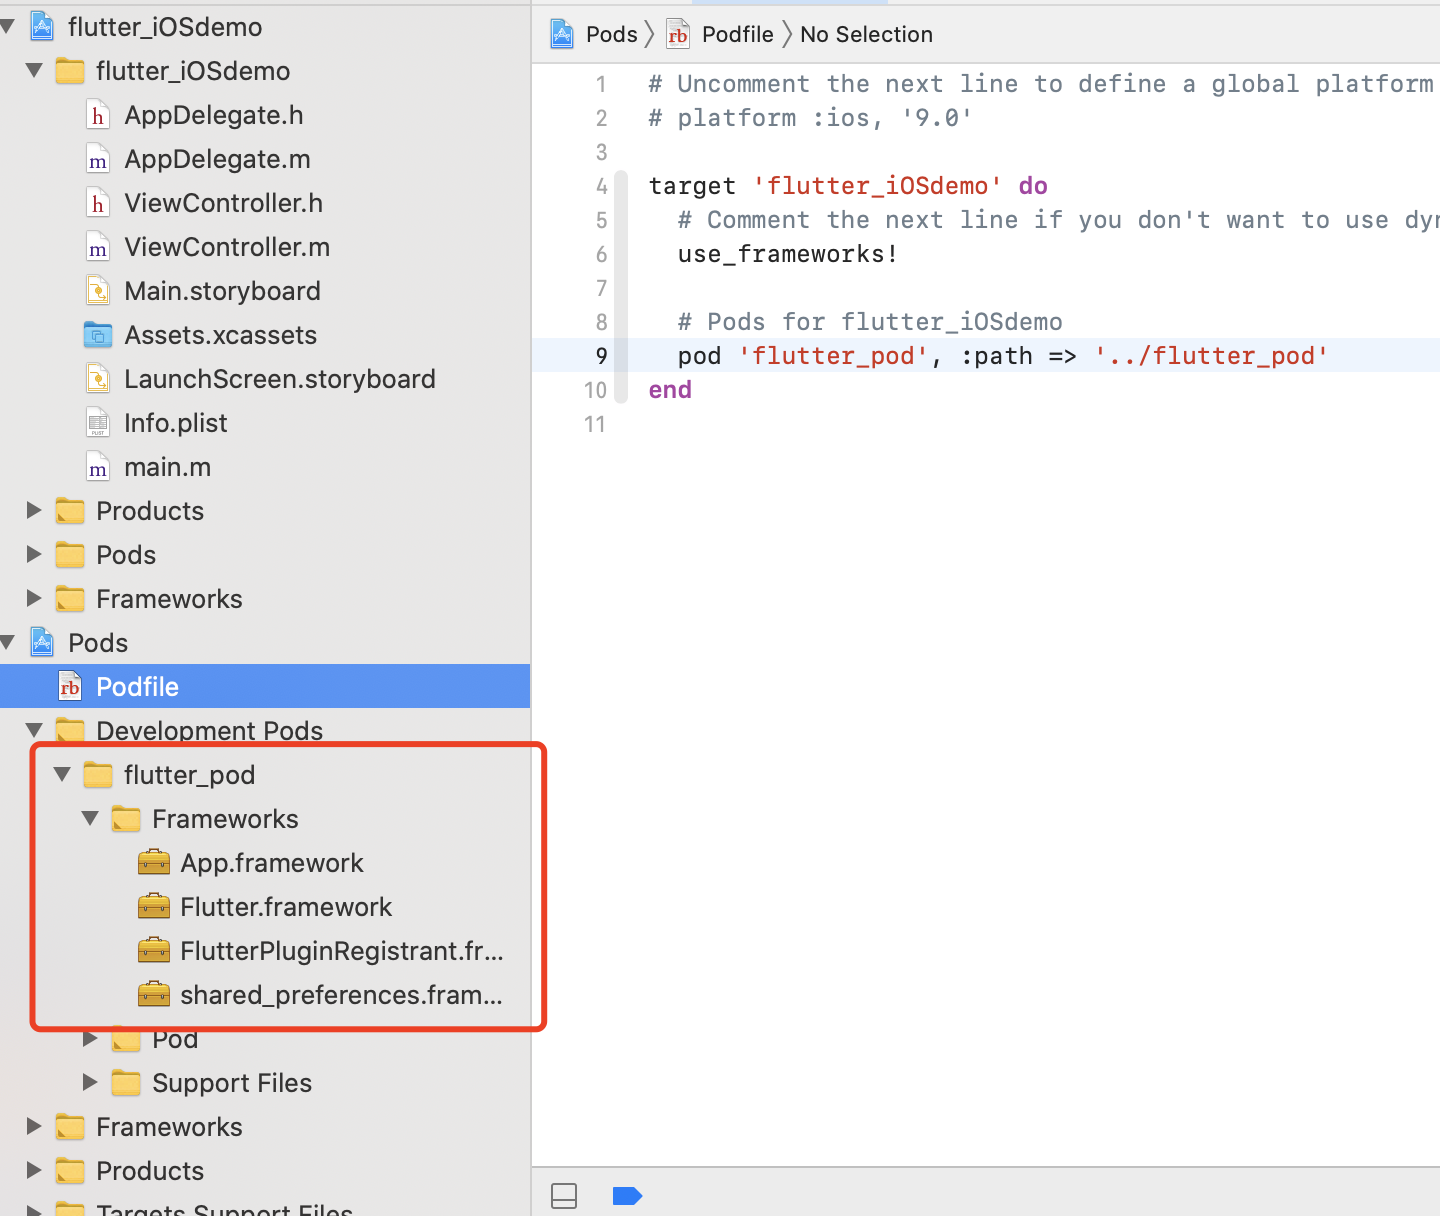 flutter_iOSdemo
flutter_iOSdemo
h AppDelegate.h
m AppDelegate.m
h ViewController.h
m ViewController.m
Main.storyboard
Assets.xcassets
LaunchScreen.storyboard
Info.plist
m main.m
Products
Pods
Frameworks
Pods
rb Podfile
Development Pods
flutter_pod
Frameworks
App.framework
Flutter.framework
FlutterPluginRegistrant.fr...
shared_preferences.fram...
Pod
Support Files
Frameworks
Products
Targets Support Files
Pods rb Podfile No Selection
1 # Uncomment the next line to define a global platform
2 # platform :ios, '9.0'
3
4 target 'flutter_iOSdemo' do
5 # Comment the next line if you don't want to use dyn
6 use_frameworks!
7
8 # Pods for flutter_iOSdemo
9 pod 'flutter_pod', :path => '../flutter_pod'
10 end
11